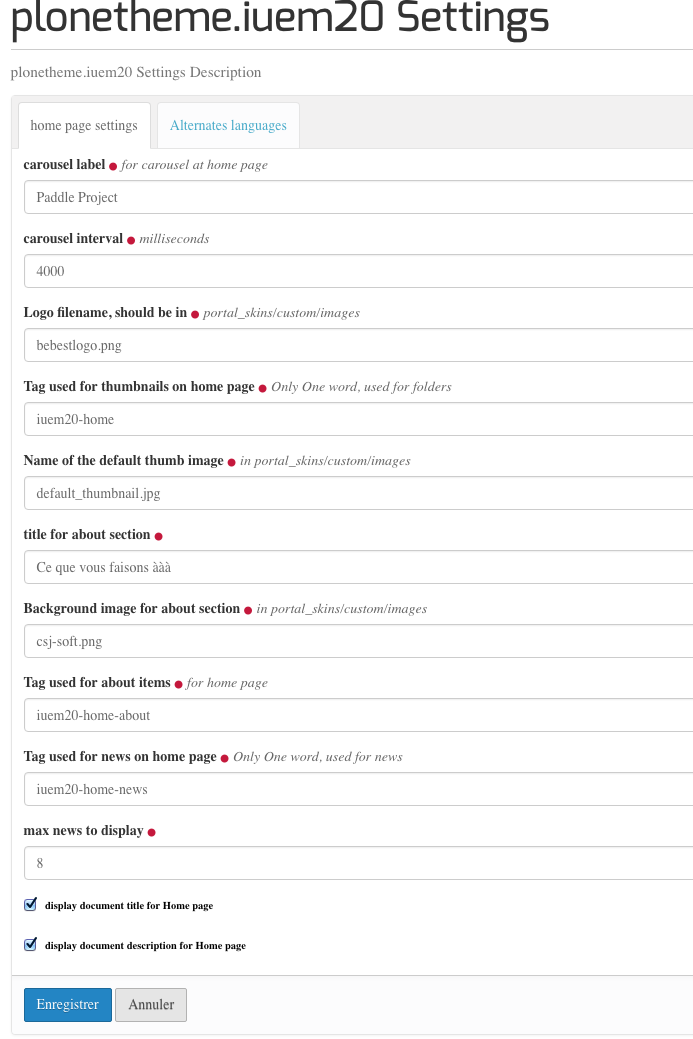 plonetheme.iuem20 Settings
plonetheme.iuem20 Settings Description
home page settings
Alternates languages
carousel label for carousel at home page
Paddle Project
carousel interval milliseconds
4000
Logo filename, should be in portal_skins/custom/images
bebestlogo.png
Tag used for thumbnails on home page Only One word, used for folders
iuem20-home
Name of the default thumb image in portal_skins/custom/images
default_thumbnail.jpg
title for about section
Ce que vous faisons ààà
Background image for about section in portal_skins/custom/images
csj-soft.png
Tag used for about items for home page
iuem20-home-about
Tag used for news on home page Only One word, used for news
iuem20-home-news
max news to display
8
display document title for Home page
display document description for Home page
Enregistrer Annuler